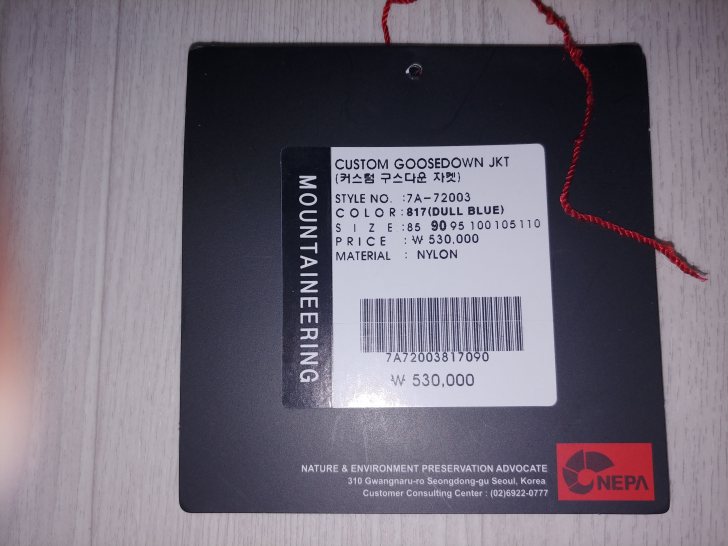 CUSTOM GOOSEDOWN JKT
(커스텀 구스다운 자켓)
STYLE NO. :7A-72003
COLOR:817(DULL BLUE)
SIZE:85 90 95 100 105 110
PRICE : ₩ 530,000
MATERIAL : NYLON
MOUNTAINEERING
7A72003817090
₩ 530,000
NATURE & ENVIRONMENT PRESERVATION ADVOCATE
310 Gwangnaru-ro Seongdong-gu Seoul, Korea
Customer Consulting Center : (02)6922-0777
NEPA